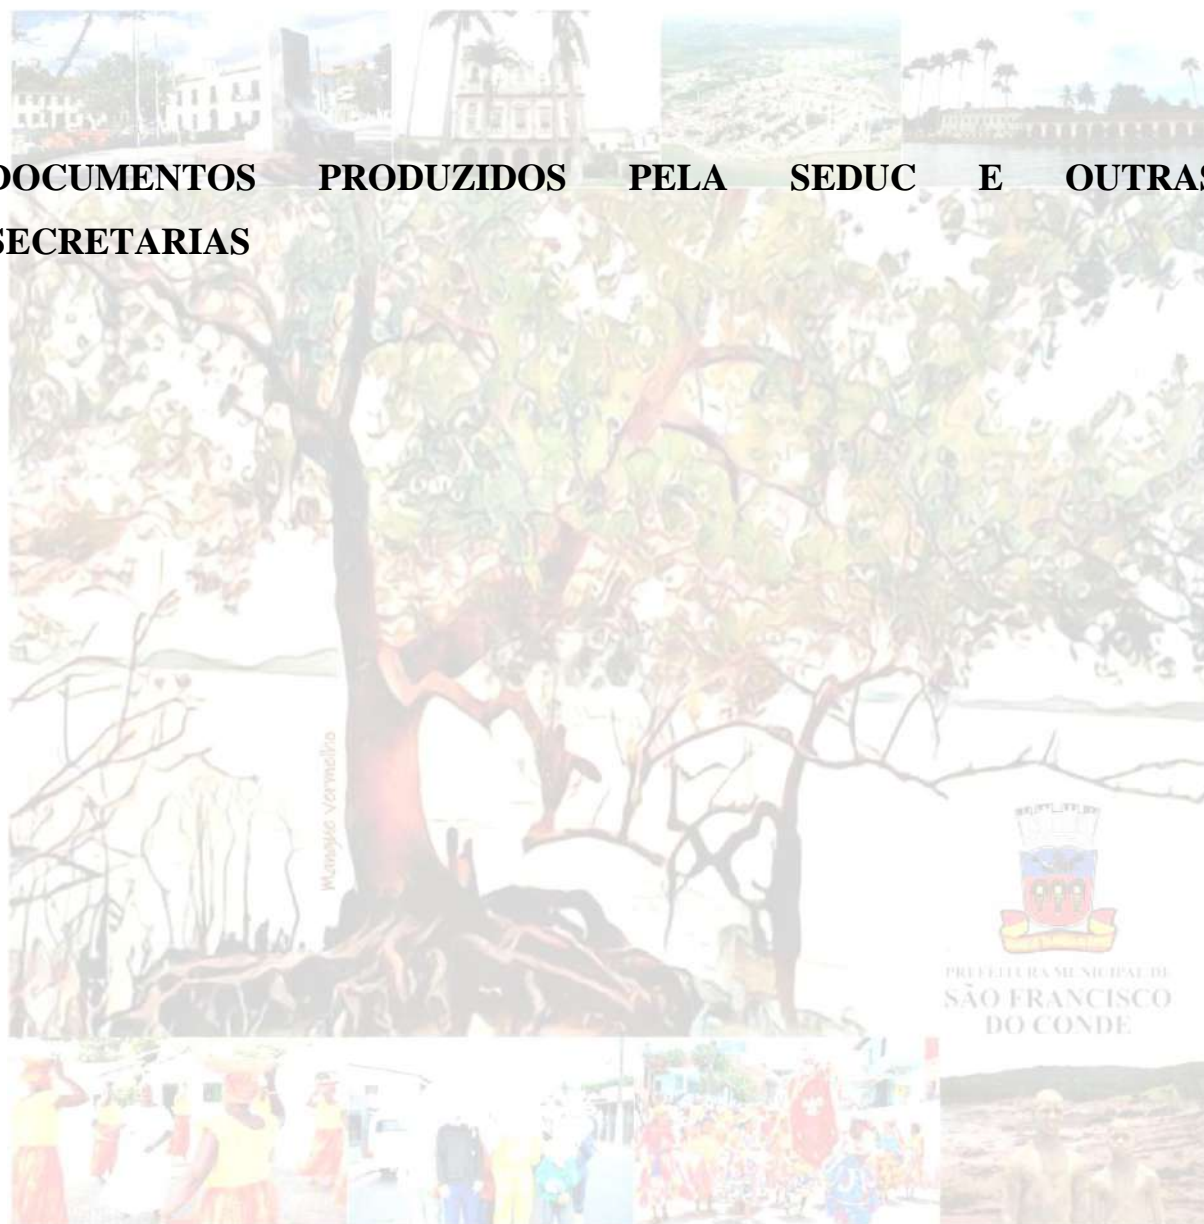 DOCUMENTOS PRODUZIDOS PELA SEDUC E OUTRAS
SECRETARIAS
Mangue Vermelho
PREFEITURA MUNICIPAL DE
SÃO FRANCISCO
DO CONDE